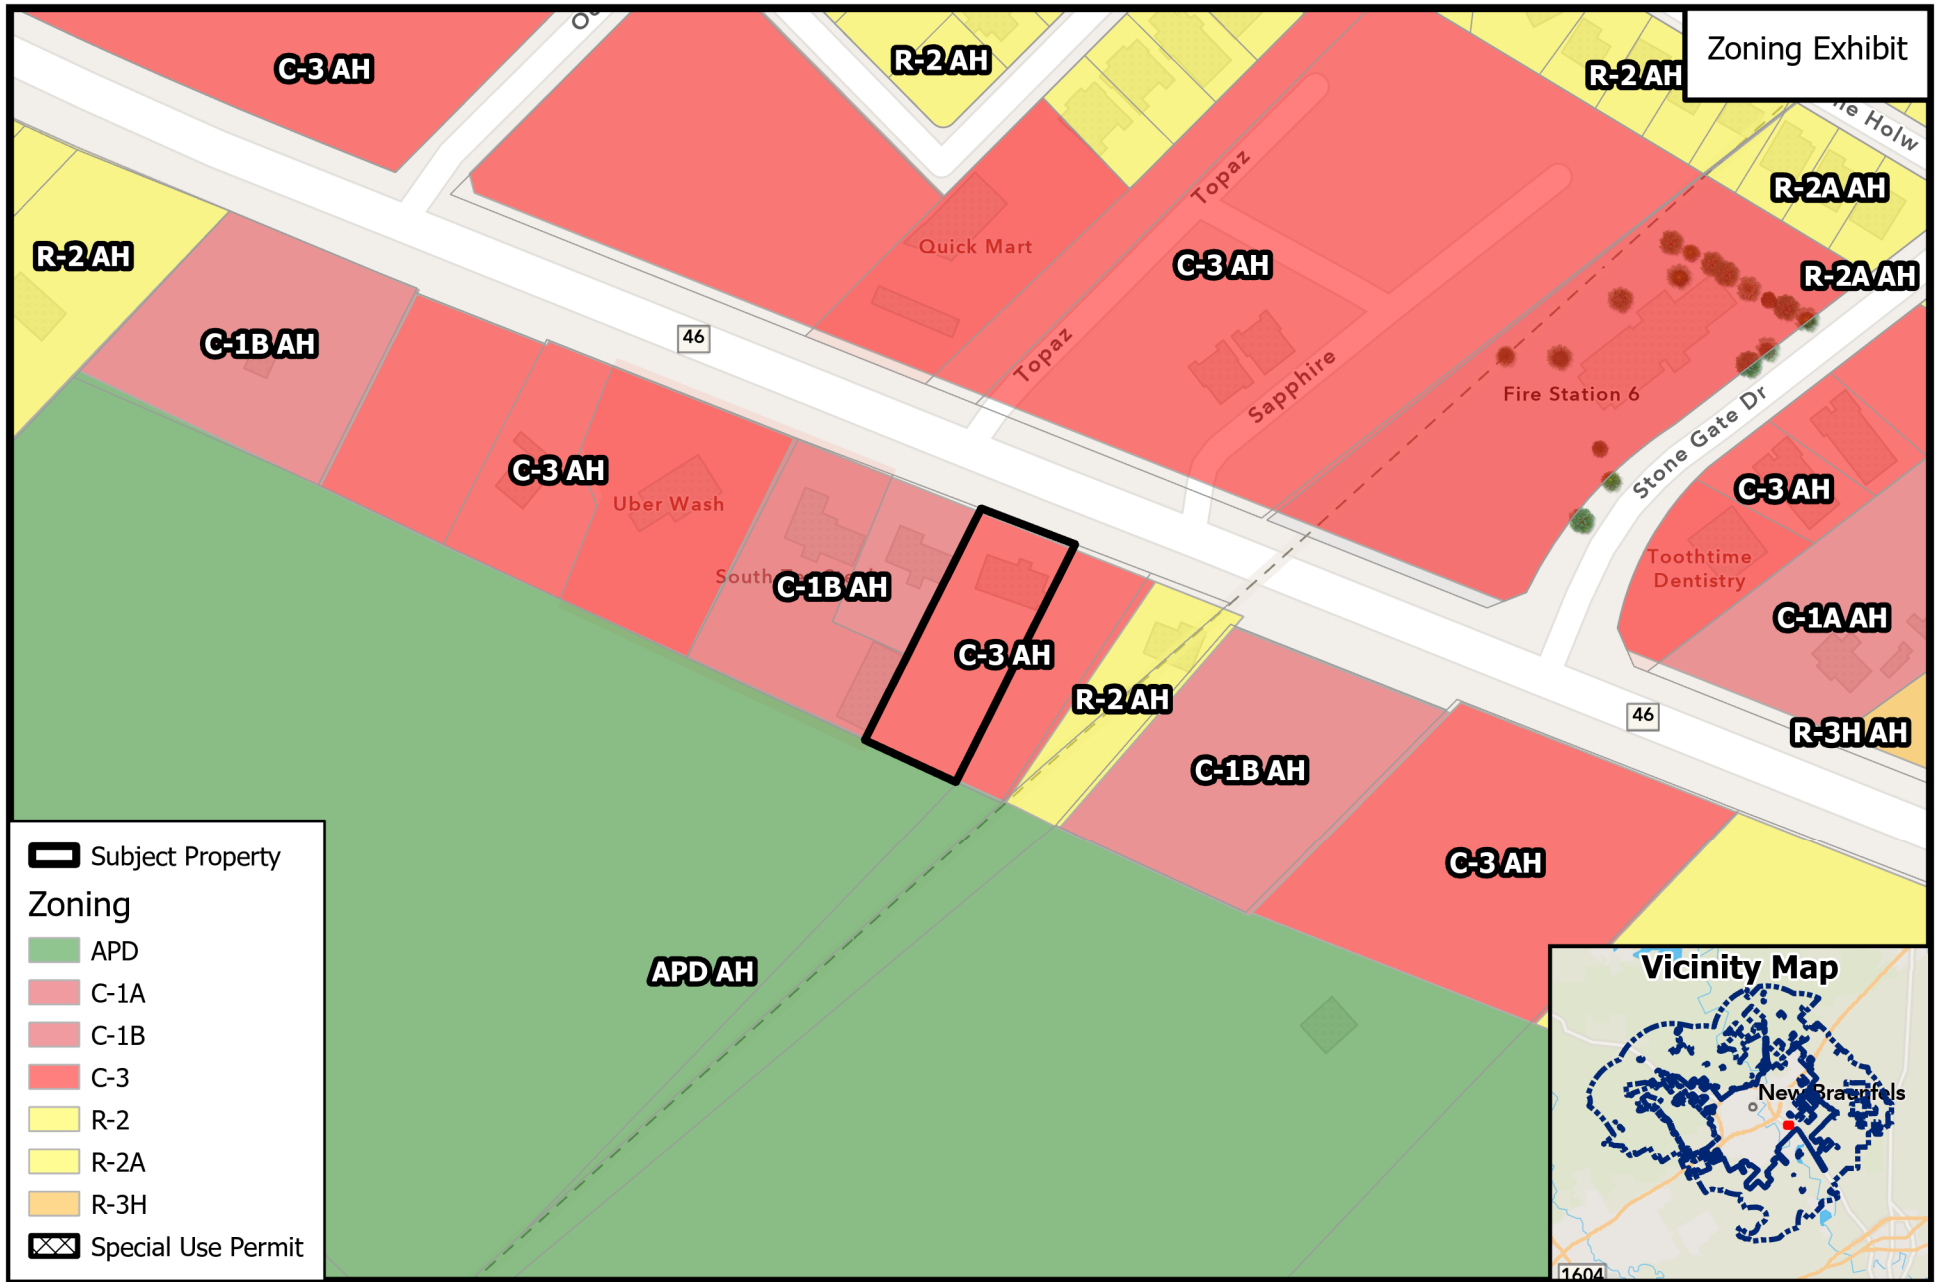 Zoning Exhibit
C-3 AH
R-2 AH
R-2 AH
R-2A AH
R-2A AH
R-2 AH
Quick Mart
Topaz
C-3 AH
C-1B AH
46
Topaz
Sapphire
Fire Station 6
Stone Gate Dr
C-3 AH
C-3 AH
Uber Wash
Toothtime
Dentistry
South
C-1B AH
C-1A AH
C-3 AH
R-2 AH
46
R-3H AH
C-1B AH
C-3 AH
APD AH
Subject Property
Zoning
APD
C-1A
C-1B
C-3
R-2
R-2A
R-3H
Special Use Permit
Vicinity Map
New Braunfels
1604